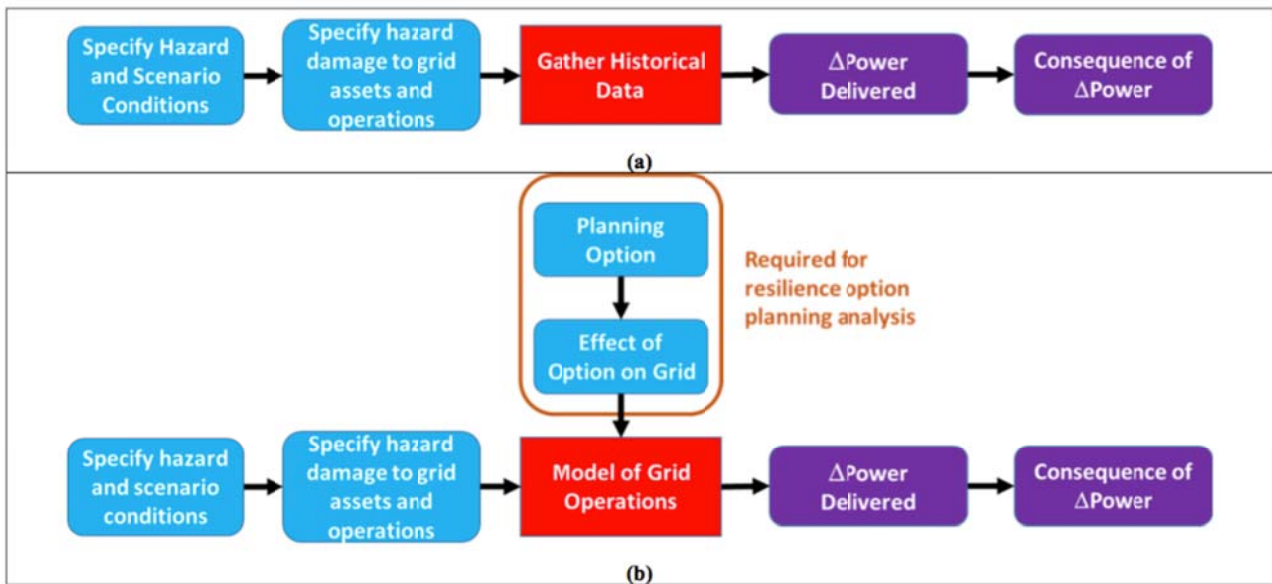 Specify Hazard
and Scenario
Conditions
Specify hazard
damage to grid
assets and
operations
Gather Historical
Data
ΔPower
Delivered
Consequence of
ΔPower
(a)
Planning
Option
Effect of
Option on Grid
Required for
resilience option
planning analysis
Specify hazard
and scenario
conditions
Specify hazard
damage to grid
assets and
operations
Model of Grid
Operations
ΔPower
Delivered
Consequence of
ΔPower
(b)